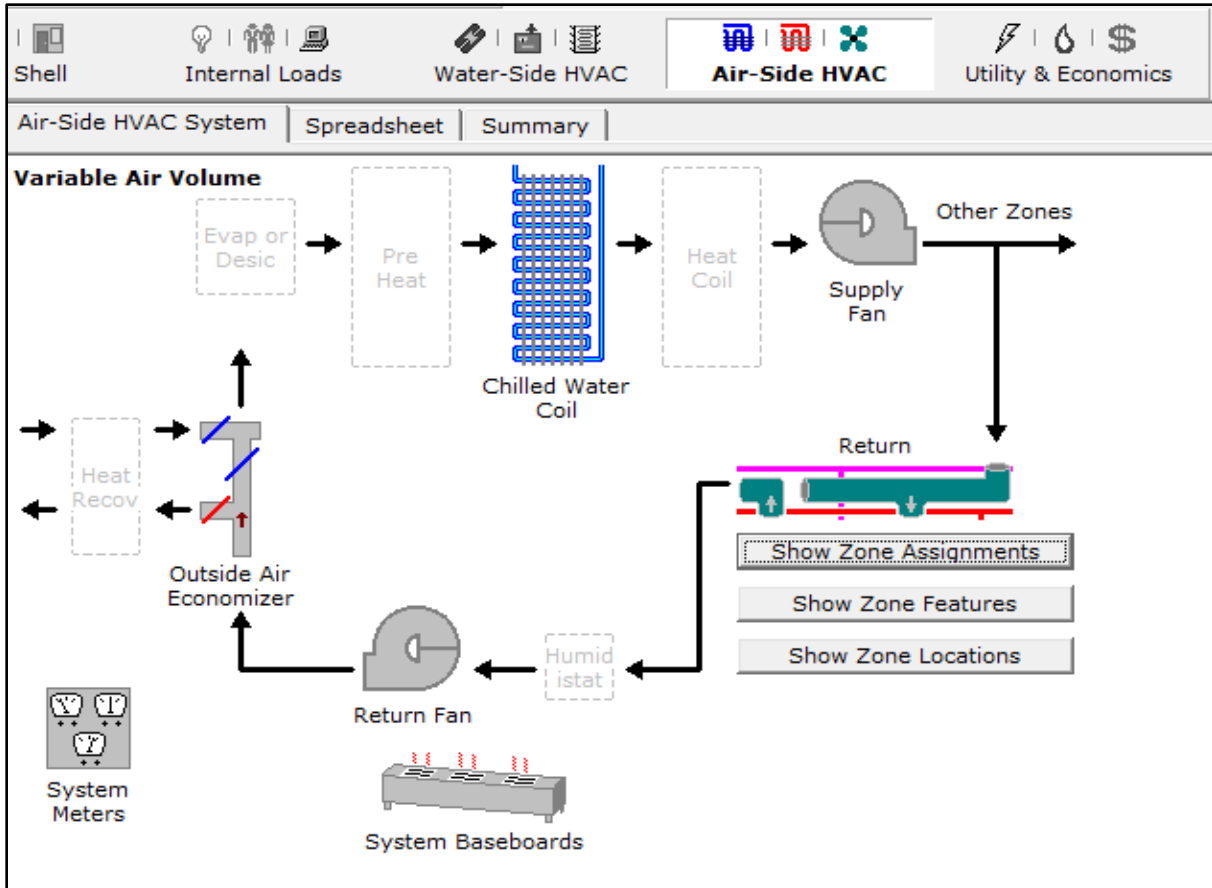 Shell
Internal Loads
Water-Side HVAC
Air-Side HVAC
Utility & Economics
Air-Side HVAC System
Spreadsheet
Summary
Variable Air Volume
Evap or
Desic
Pre
Heat
Chilled Water
Coil
Heat
Coil
Supply
Fan
Other Zones
Heat
Recov
Outside Air
Economizer
Return
Show Zone Assignments
Show Zone Features
Show Zone Locations
Humid
istat
Return Fan
System
Meters
System Baseboards